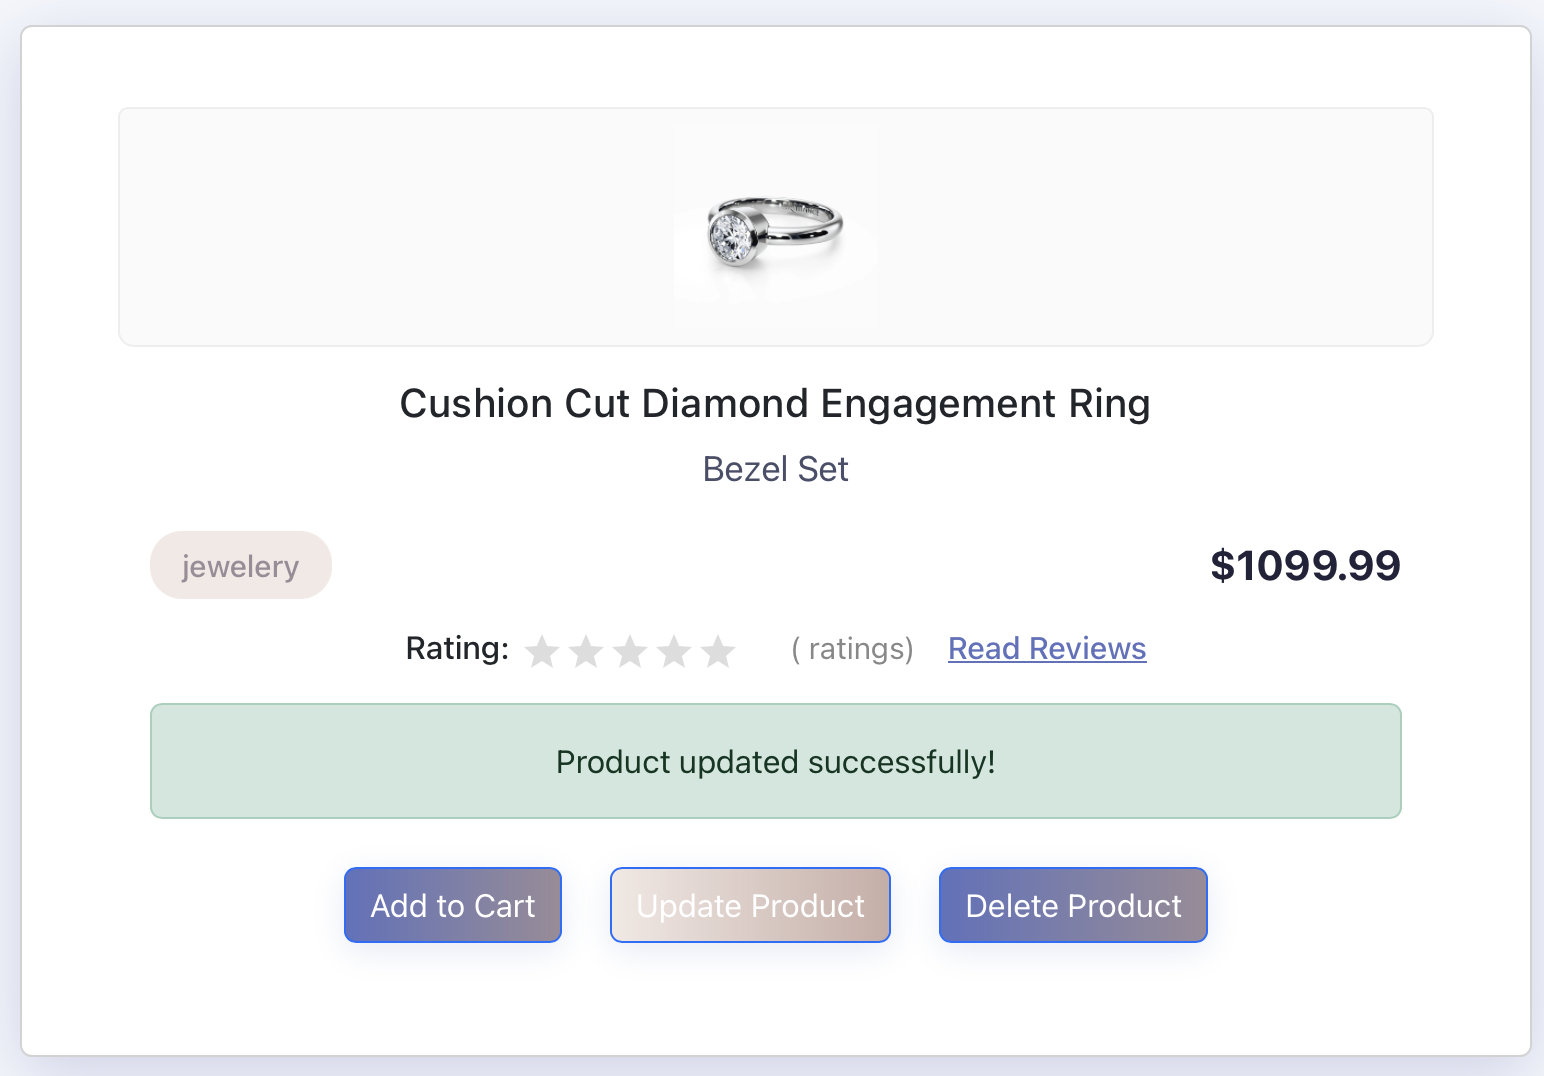 Cushion Cut Diamond Engagement Ring
Bezel Set
jewelery
$1099.99
Rating: ( ratings) Read Reviews
Product updated successfully!
Add to Cart Update Product Delete Product